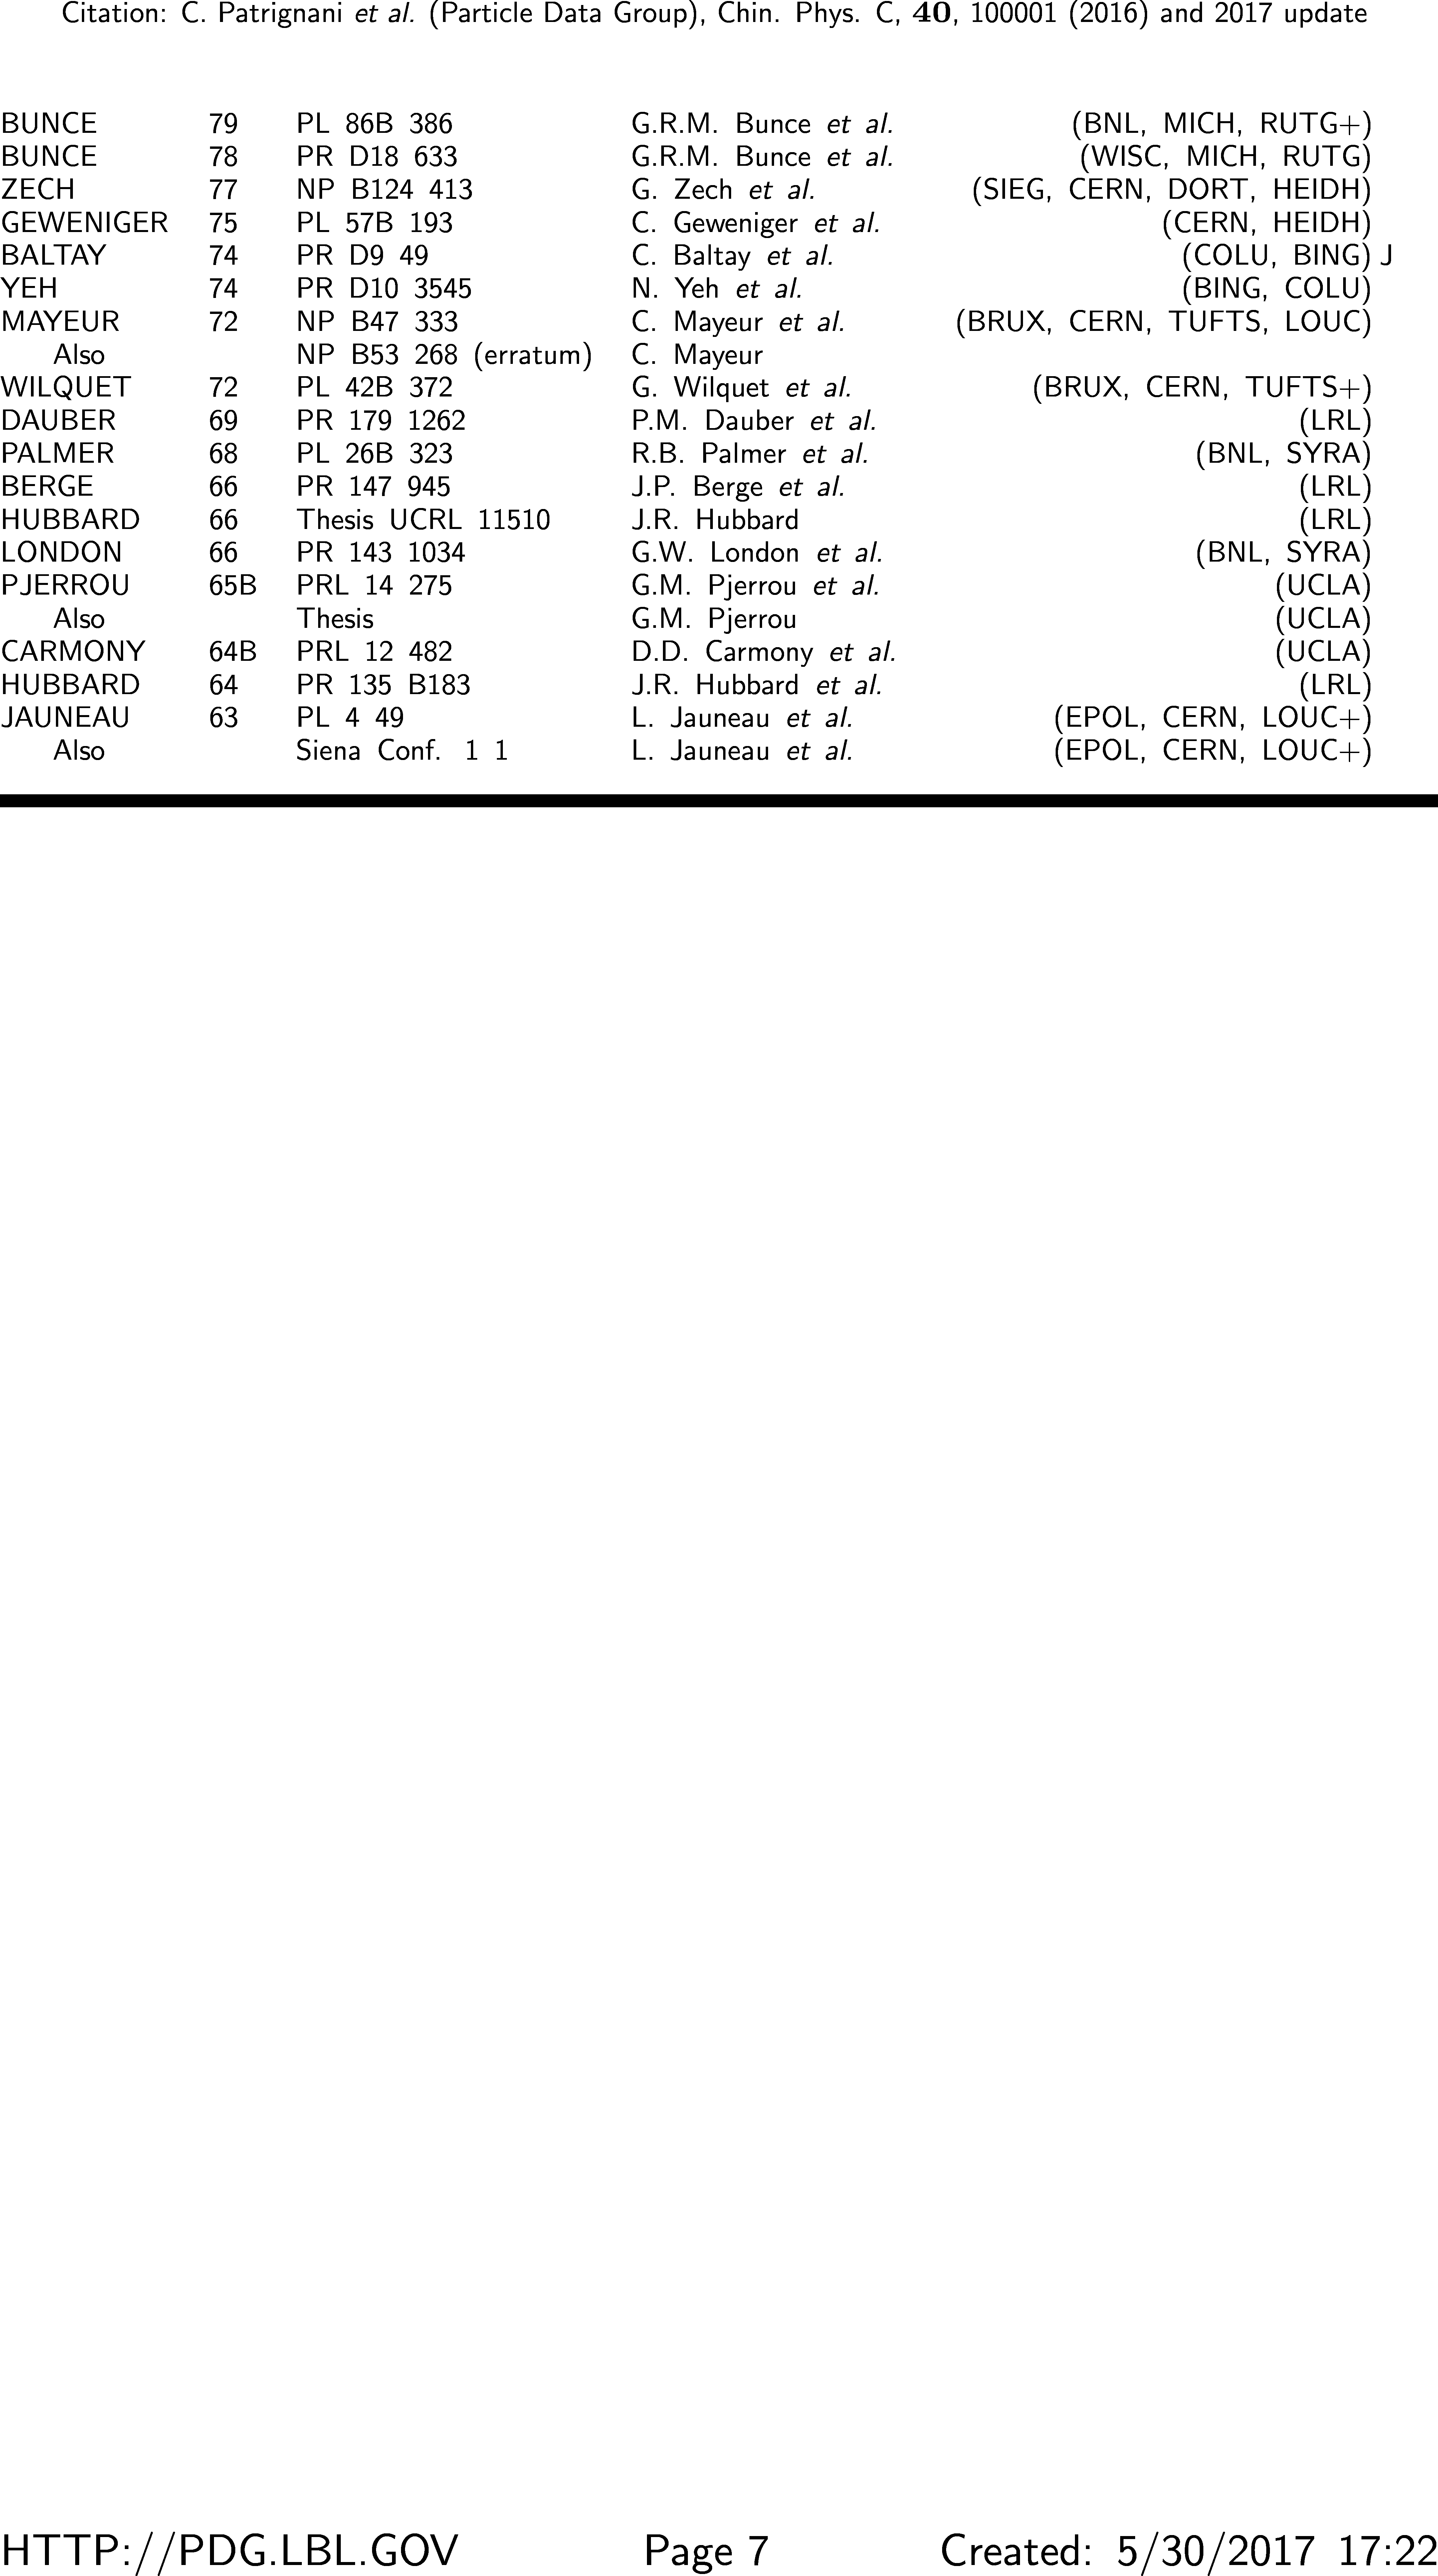 Citation: C. Patrignani et al. (Particle Data Group), Chin. Phys. C, 40, 100001 (2016) and 2017 update
BUNCE 79 PL 86B 386 G.R.M. Bunce et al. (BNL, MICH, RUTG+)
BUNCE 78 PR D18 633 G.R.M. Bunce et al. (WISC, MICH, RUTG)
ZECH 77 NP B124 413 G. Zech et al. (SIEG, CERN, DORT, HEIDH)
GEWENIGER 75 PL 57B 193 C. Geweniger et al. (CERN, HEIDH)
BALTAY 74 PR D9 49 C. Baltay et al. (COLU, BING) J
YEH 74 PR D10 3545 N. Yeh et al. (BING, COLU)
MAYEUR 72 NP B47 333 C. Mayeur et al. (BRUX, CERN, TUFTS, LOUC)
Also NP B53 268 (erratum) C. Mayeur
WILQUET 72 PL 42B 372 G. Wilquet et al. (BRUX, CERN, TUFTS+)
DAUBER 69 PR 179 1262 P.M. Dauber et al. (LRL)
PALMER 68 PL 26B 323 R.B. Palmer et al. (BNL, SYRA)
BERGE 66 PR 147 945 J.P. Berge et al. (LRL)
HUBBARD 66 Thesis UCRL 11510 J.R. Hubbard (LRL)
LONDON 66 PR 143 1034 G.W. London et al. (BNL, SYRA)
PJERROU 65B PRL 14 275 G.M. Pjerrou et al. (UCLA)
Also Thesis G.M. Pjerrou (UCLA)
CARMONY 64B PRL 12 482 D.D. Carmony et al. (UCLA)
HUBBARD 64 PR 135 B183 J.R. Hubbard et al. (LRL)
JAUNEAU 63 PL 4 49 L. Jauneau et al. (EPOL, CERN, LOUC+)
Also Siena Conf. 1 1 L. Jauneau et al. (EPOL, CERN, LOUC+)
HTTP://PDG.LBL.GOV Page 7 Created: 5/30/2017 17:22